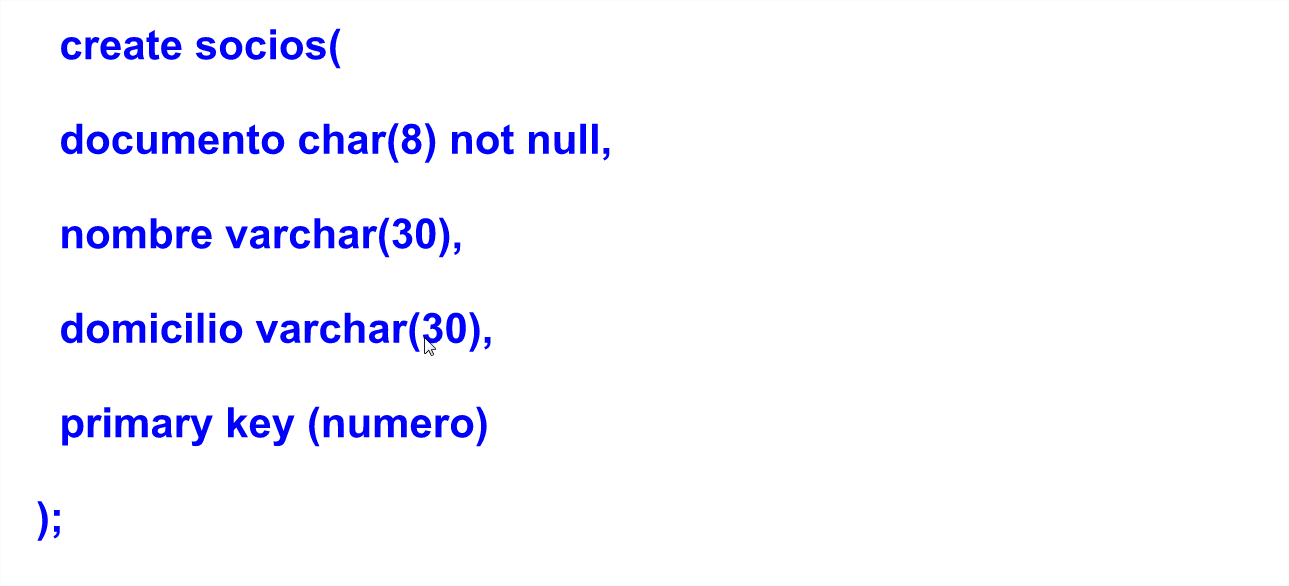 create socios(
documento char(8) not null,
nombre varchar(30),
domicilio varchar(30),
primary key (numero)
);